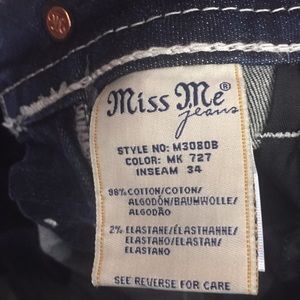 Miss Me®
jeans
STYLE NO: M3080B
COLOR: MK 727
INSEAM 34
98% COTTON/COTON/
ALGODÓN/BAUMWOLLE/
ALGODÃO
2% ELASTANE/ÉLASTHANNE/
ELASTANO/ELASTAN/
ELASTANO
SEE REVERSE FOR CARE